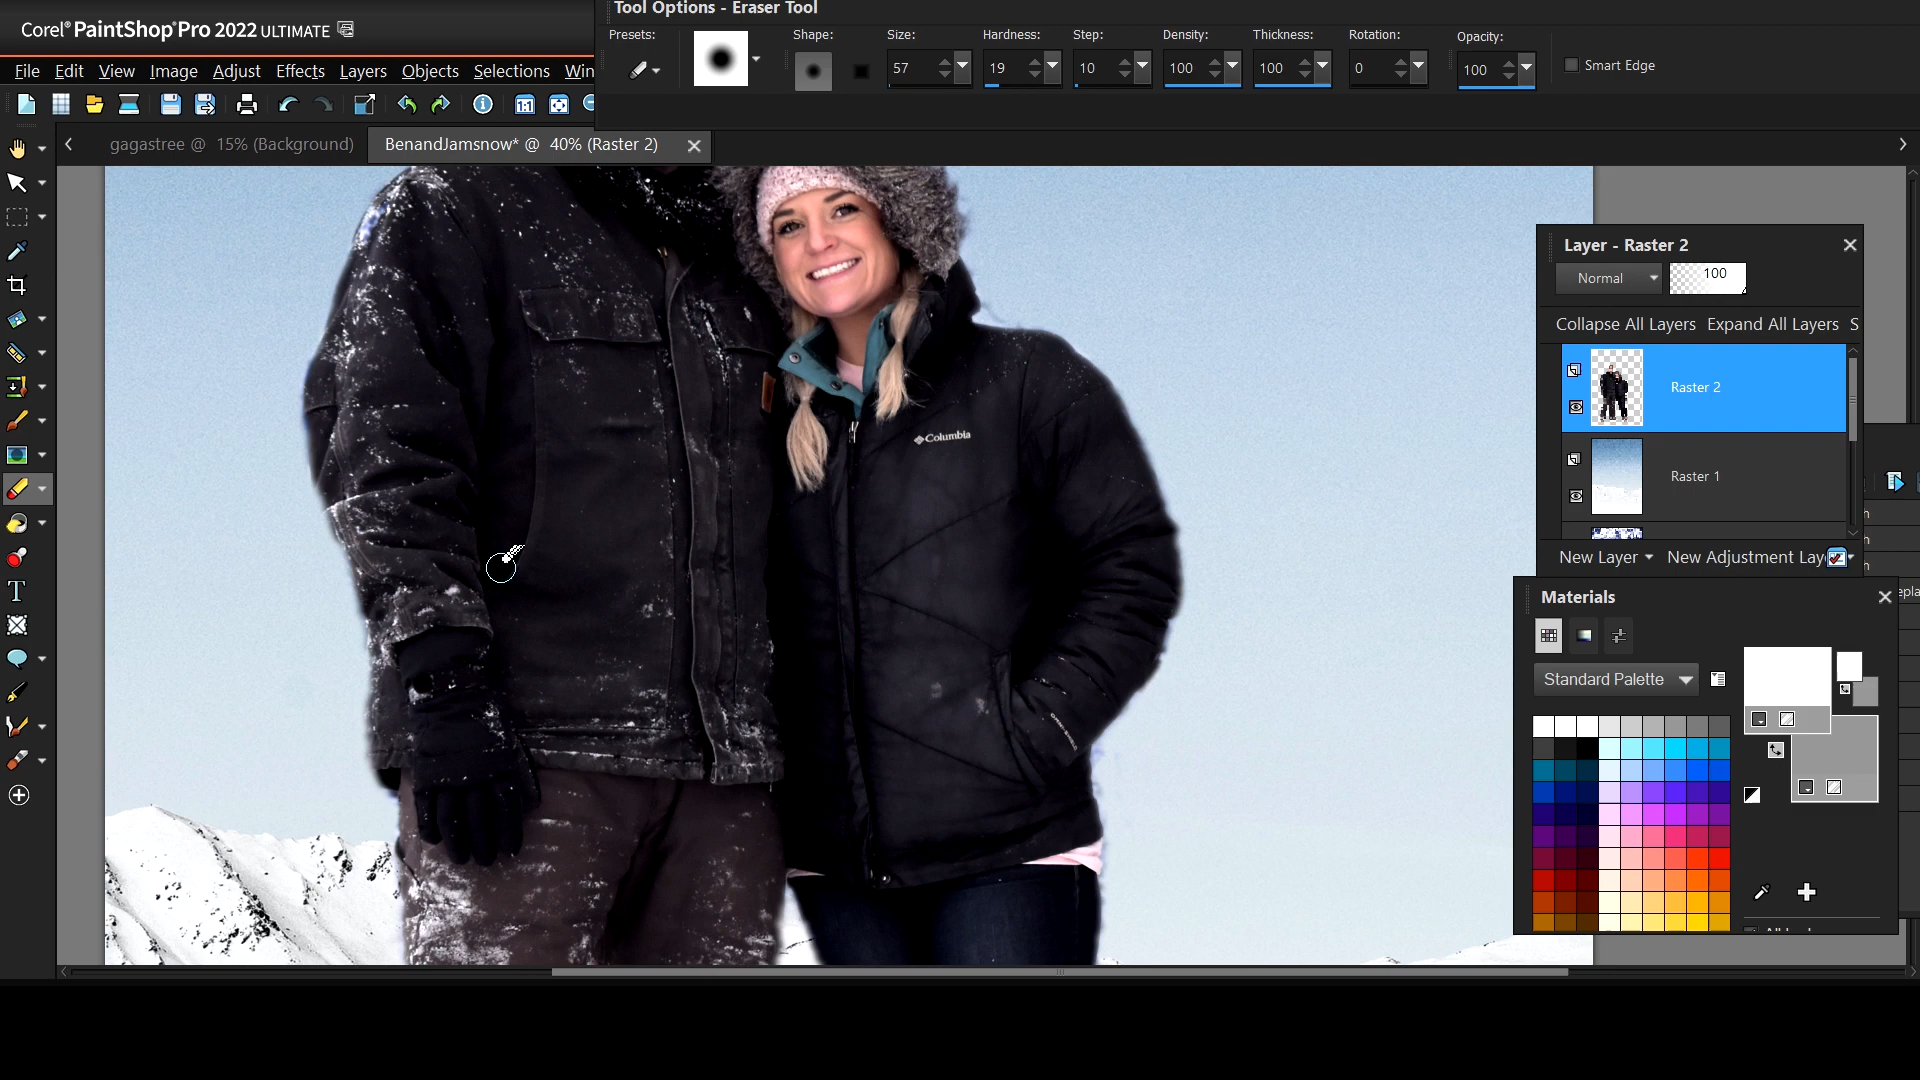 Corel® PaintShop® Pro 2022 ULTIMATE
Tool Options - Eraser Tool
Presets: Shape: Size: Hardness: Step: Density: Thickness: Rotation: Opacity:
57 19 10 100 100 0 100 Smart Edge
File Edit View Image Adjust Effects Layers Objects Selections Win
1:1
gagastree @ 15% (Background) BenandJamsnow* @ 40% (Raster 2)
Layer - Raster 2
Normal 100
Collapse All Layers Expand All Layers S
Raster 2
Raster 1
New Layer New Adjustment Lay
Materials
Standard Palette
Columbia